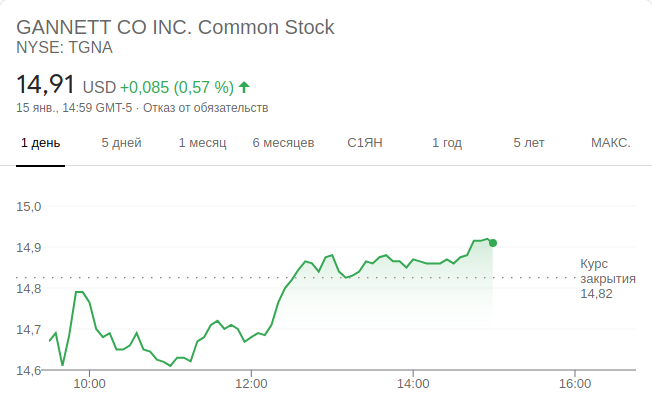 GANNETT CO INC. Common Stock
NYSE: TGNA
14,91 USD +0,085 (0,57 %)
15 янв., 14:59 GMT-5 · Отказ от обязательств
1 день 5 дней 1 месяц 6 месяцев С1ЯН 1 год 5 лет МАКС.
15,0
14,9
Курс
закрытия
14,82
14,8
14,7
14,6
10:00 12:00 14:00 16:00